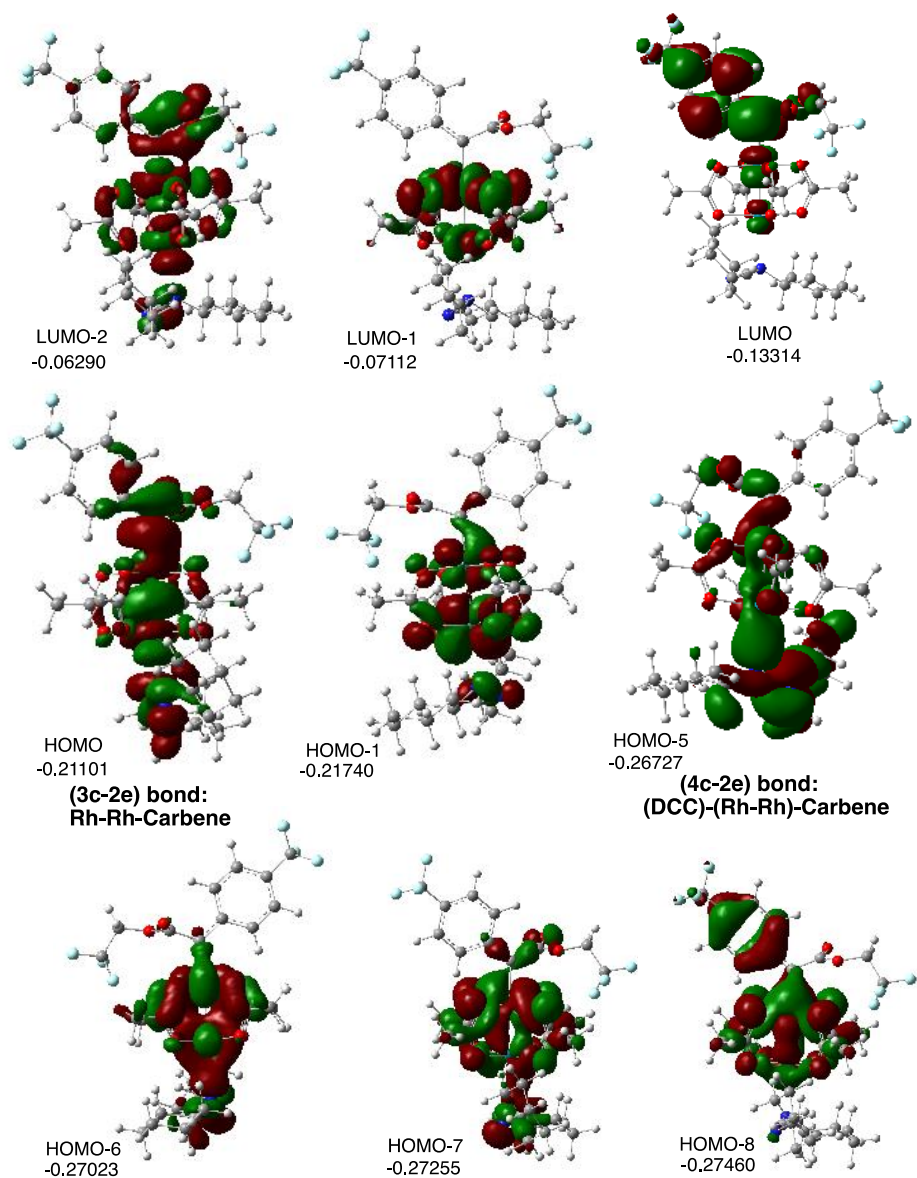 LUMO-2
-0.06290
LUMO-1
-0.07112
LUMO
-0.13314
HOMO
-0.21101
(3c-2e) bond:
Rh-Rh-Carbene
HOMO-1
-0.21740
HOMO-5
-0.26727
(4c-2e) bond:
(DCC)-(Rh-Rh)-Carbene
HOMO-6
-0.27023
HOMO-7
-0.27255
HOMO-8
-0.27460